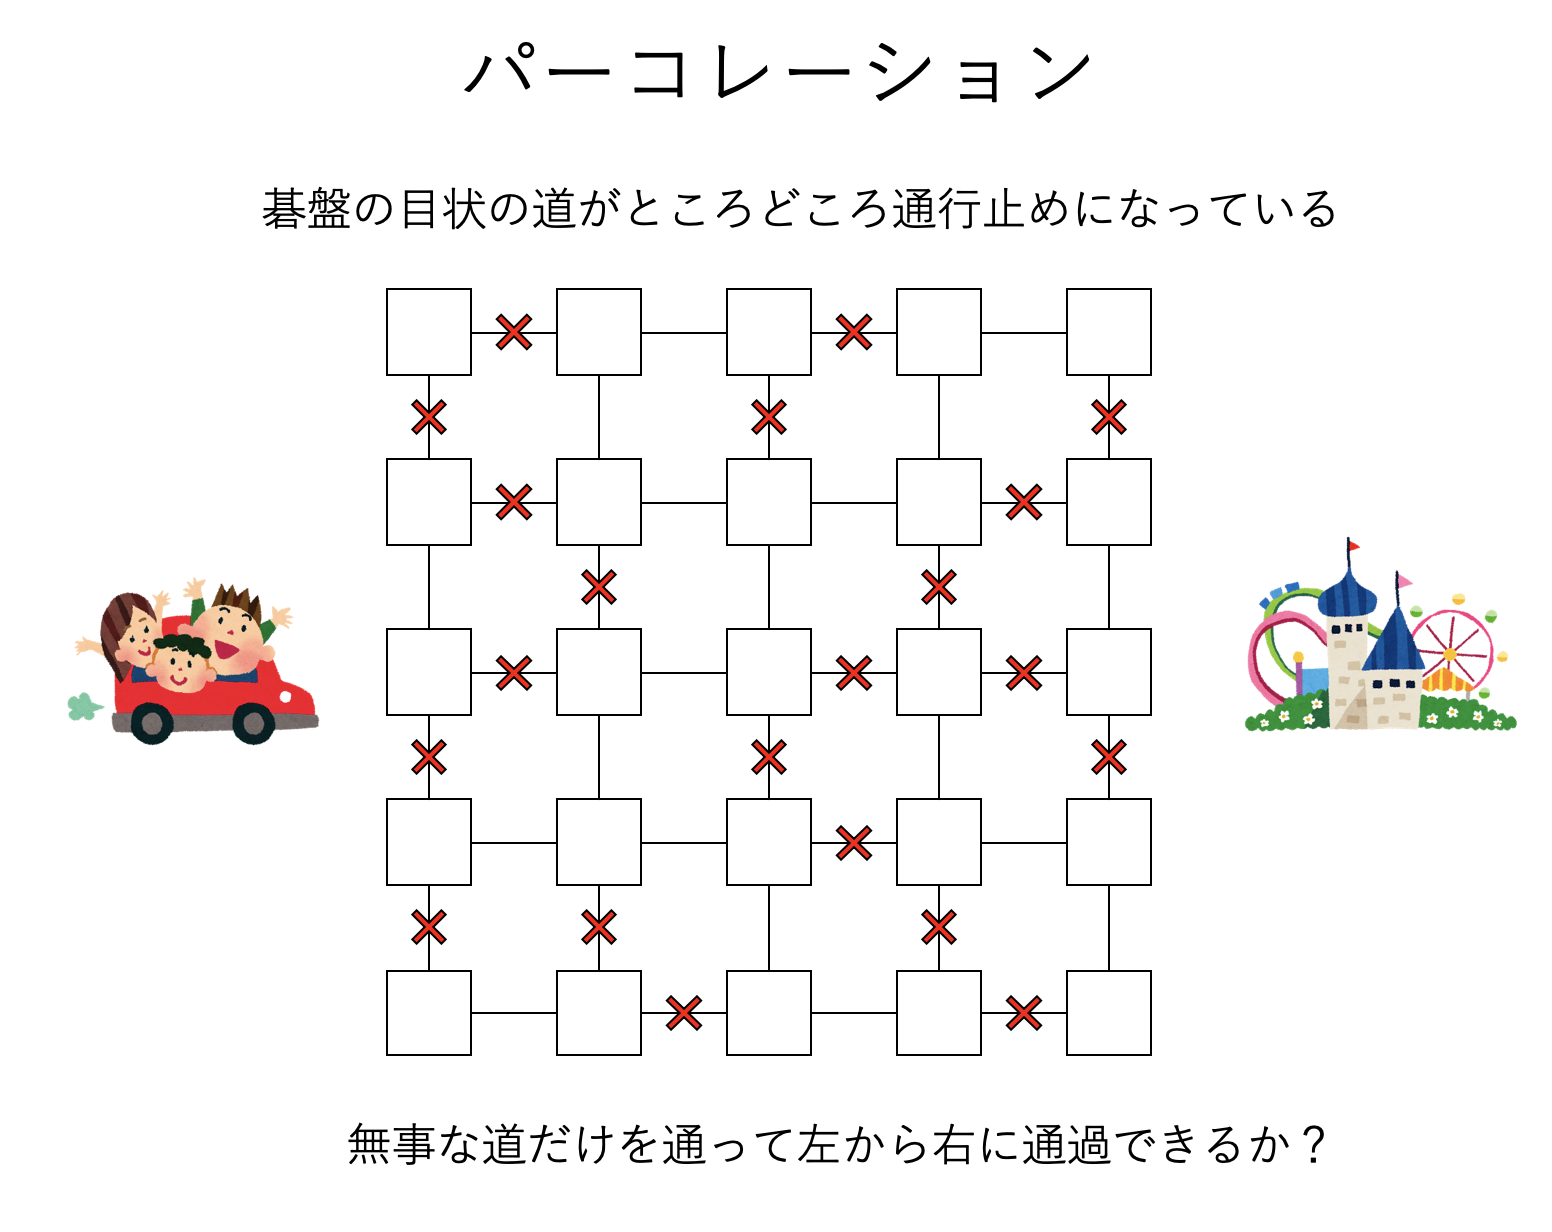 パーコレーション
碁盤の目状の道がところどころ通行止めになっている
無事な道だけを通って左から右に通過できるか？